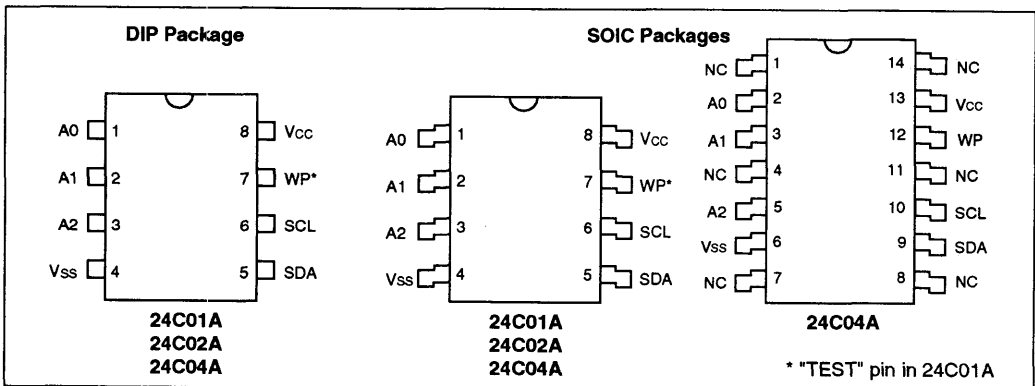 DIP Package
A0 1 8 VCC
A1 2 7 WP*
A2 3 6 SCL
VSS 4 5 SDA
24C01A
24C02A
24C04A
SOIC Packages
A0 1 8 VCC
A1 2 7 WP*
A2 3 6 SCL
VSS 4 5 SDA
24C01A
24C02A
24C04A
NC 1 14 NC
A0 2 13 VCC
A1 3 12 WP
NC 4 11 NC
A2 5 10 SCL
VSS 6 9 SDA
NC 7 8 NC
24C04A
* "TEST" pin in 24C01A